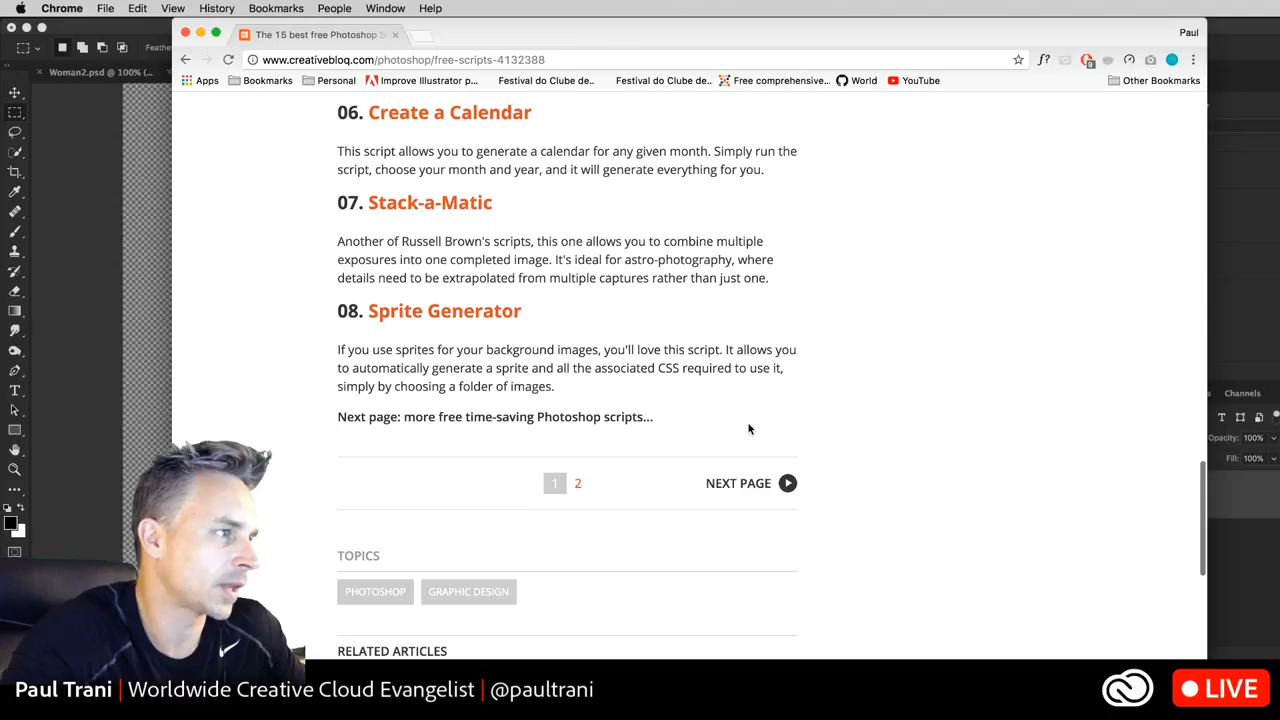 Chrome File Edit View History Bookmarks People Window Help
The 15 best free Photoshop S
Paul
Feathe
www.creativebloq.com/photoshop/free-scripts-4132388
Woman2.psd @ 100% (...
Apps Bookmarks Personal Improve Illustrator p... Festival do Clube de.. Festival do Clube de... Free comprehensive... World YouTube Other Bookmarks
06. Create a Calendar
This script allows you to generate a calendar for any given month. Simply run the
script, choose your month and year, and it will generate everything for you.
07. Stack-a-Matic
Another of Russell Brown's scripts, this one allows you to combine multiple
exposures into one completed image. It's ideal for astro-photography, where
details need to be extrapolated from multiple captures rather than just one.
08. Sprite Generator
If you use sprites for your background images, you'll love this script. It allows you
to automatically generate a sprite and all the associated CSS required to use it,
simply by choosing a folder of images.
Next page: more free time-saving Photoshop scripts...
Channels
Opacity: 100%
Fill: 100%
1 2 NEXT PAGE
TOPICS
PHOTOSHOP GRAPHIC DESIGN
RELATED ARTICLES
Paul Trani | Worldwide Creative Cloud Evangelist | @paultrani
LIVE